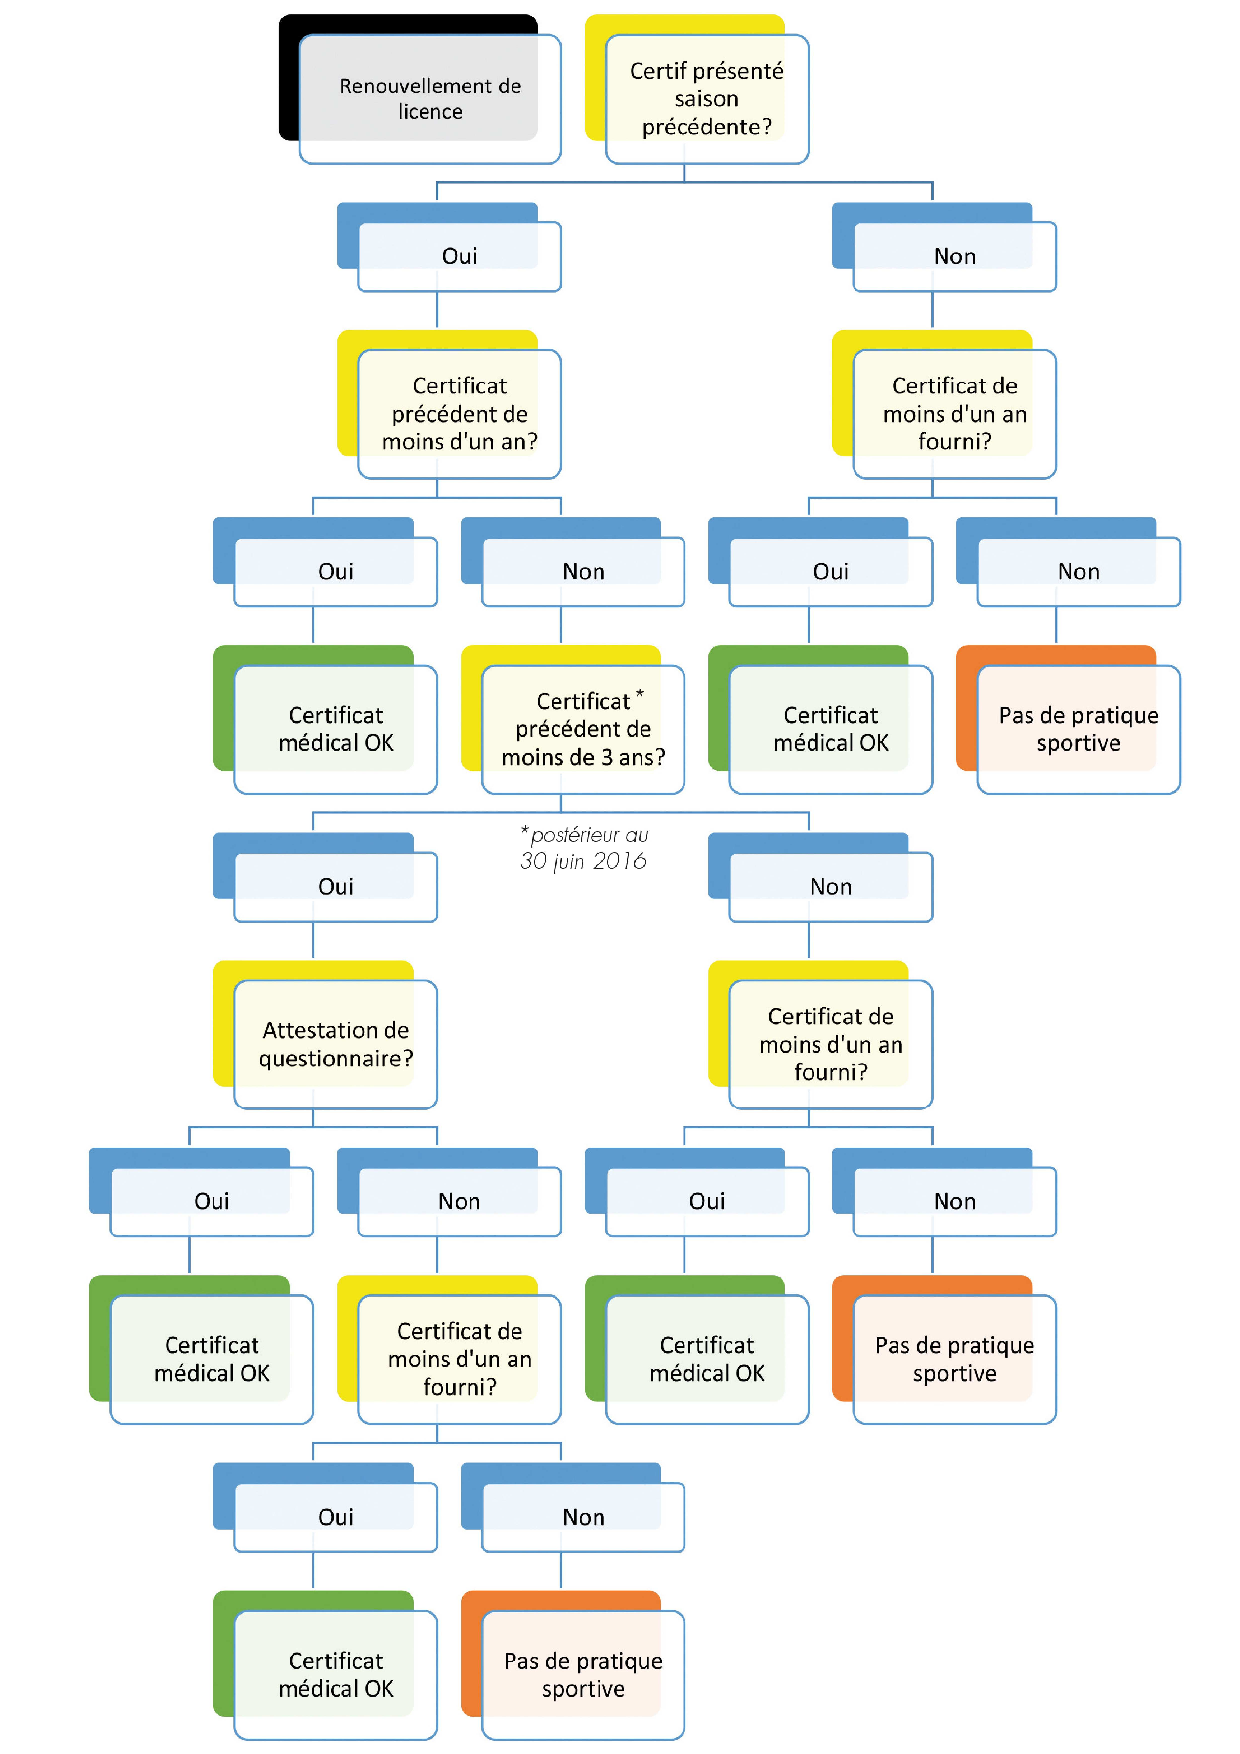 Renouvellement de
licence
Certif présenté
saison
précédente?
Oui
Non
Certificat
précédent de
moins d'un an?
Certificat de
moins d'un an
fourni?
Oui
Non
Oui
Non
Certificat
médical OK
Certificat *
précédent de
moins de 3 ans?
Certificat
médical OK
Pas de pratique
sportive
*postérieur au
30 juin 2016
Oui
Non
Attestation de
questionnaire?
Certificat de
moins d'un an
fourni?
Oui
Non
Oui
Non
Certificat
médical OK
Certificat de
moins d'un an
fourni?
Certificat
médical OK
Pas de pratique
sportive
Oui
Non
Certificat
médical OK
Pas de pratique
sportive